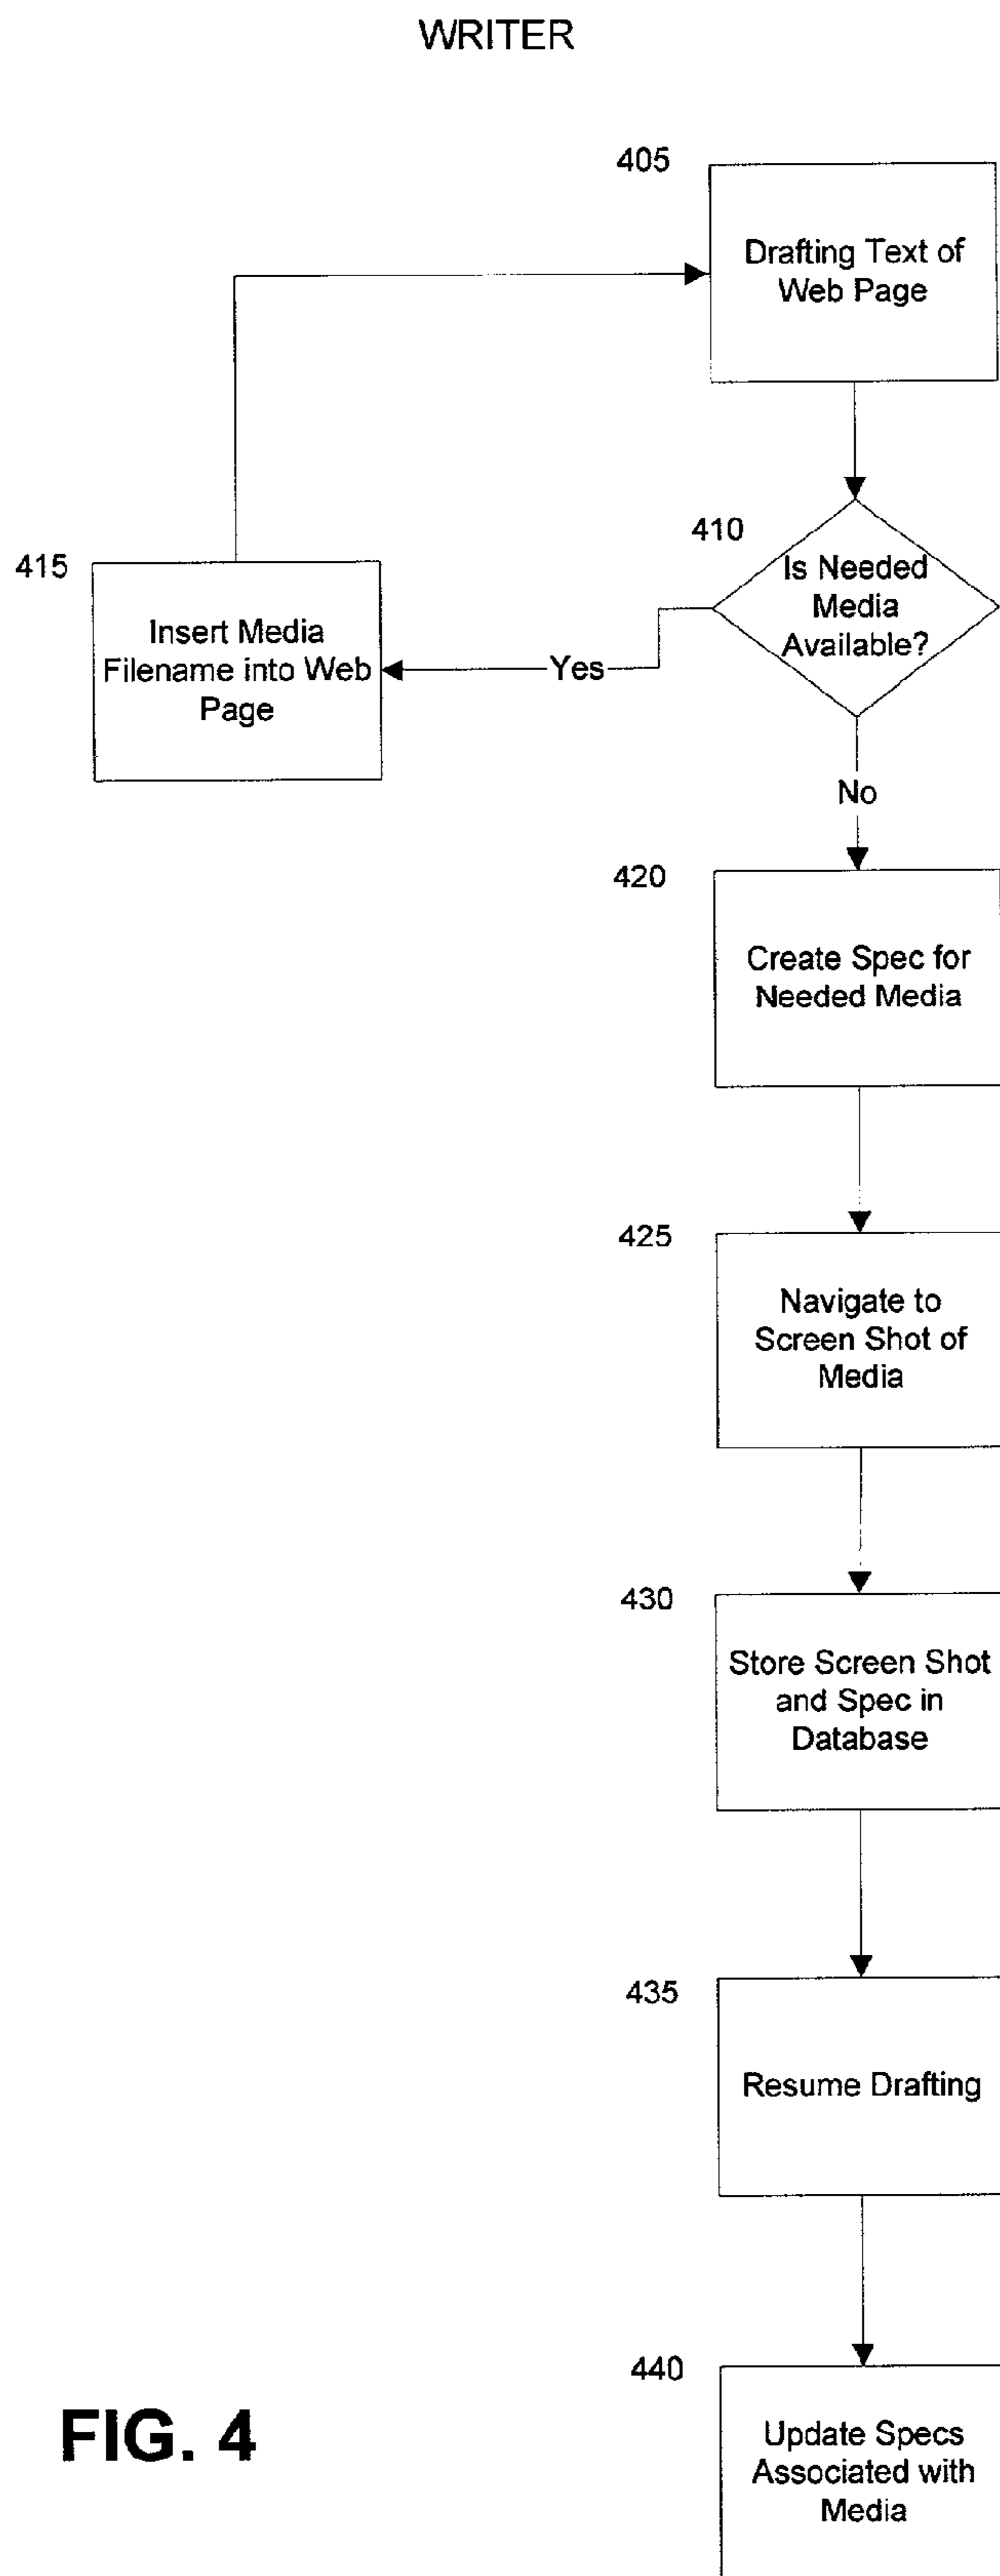 WRITER
405
Drafting Text of
Web Page
410
Is Needed
Media
Available?
Yes
415
Insert Media
Filename into Web
Page
No
420
Create Spec for
Needed Media
425
Navigate to
Screen Shot of
Media
430
Store Screen Shot
and Spec in
Database
435
Resume Drafting
440
Update Specs
Associated with
Media
FIG. 4